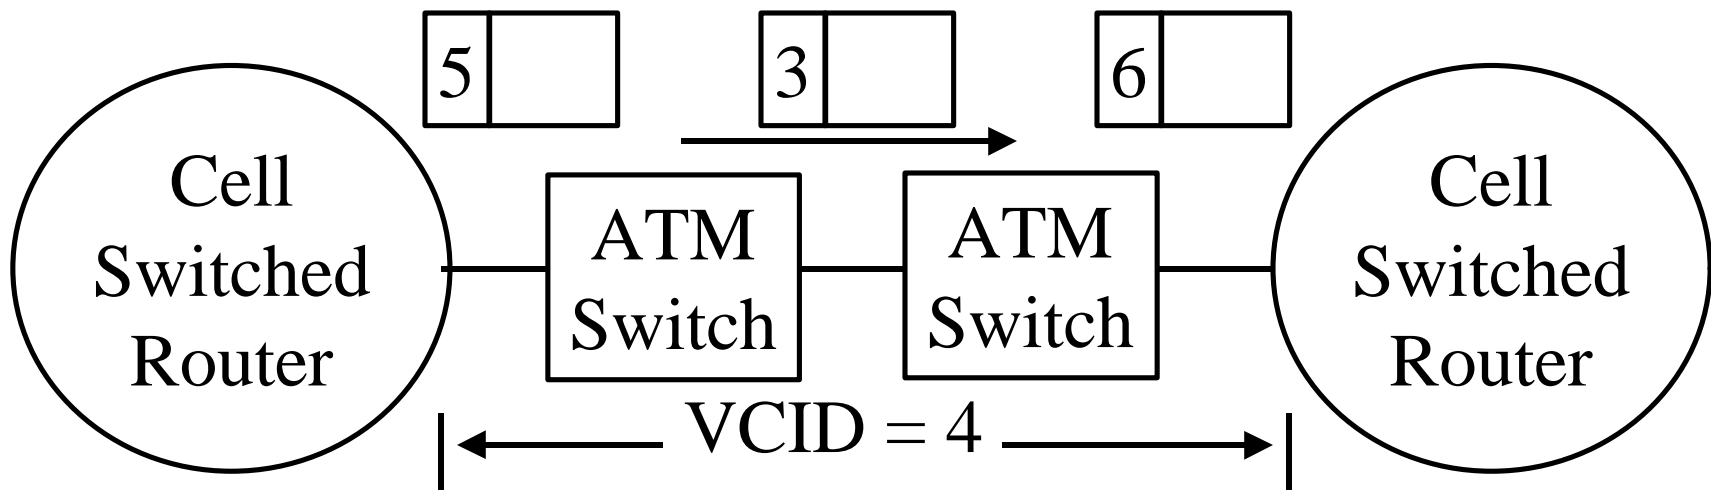 5
3
6
Cell
Switched
Router
ATM
Switch
ATM
Switch
Cell
Switched
Router
VCID = 4